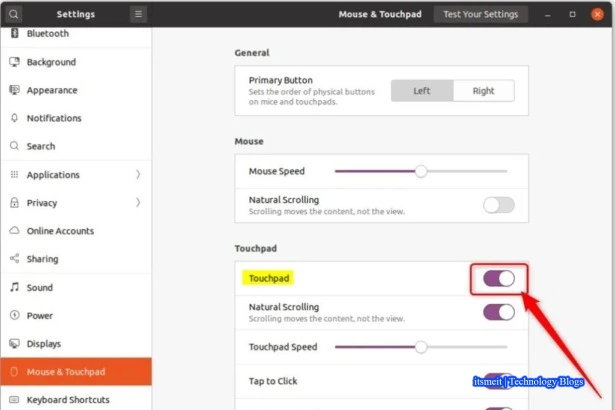 Settings
Mouse & Touchpad
Test Your Settings
Bluetooth
Background
Appearance
Notifications
Search
Applications
Privacy
Online Accounts
Sharing
Sound
Power
Displays
Mouse & Touchpad
Keyboard Shortcuts
General
Primary Button
Sets the order of physical buttons
on mice and touchpads.
Left
Right
Mouse
Mouse Speed
Natural Scrolling
Scrolling moves the content, not the view.
Touchpad
Touchpad
Natural Scrolling
Scrolling moves the content, not the view.
Touchpad Speed
Tap to Click
itsmeit | Technology Blogs